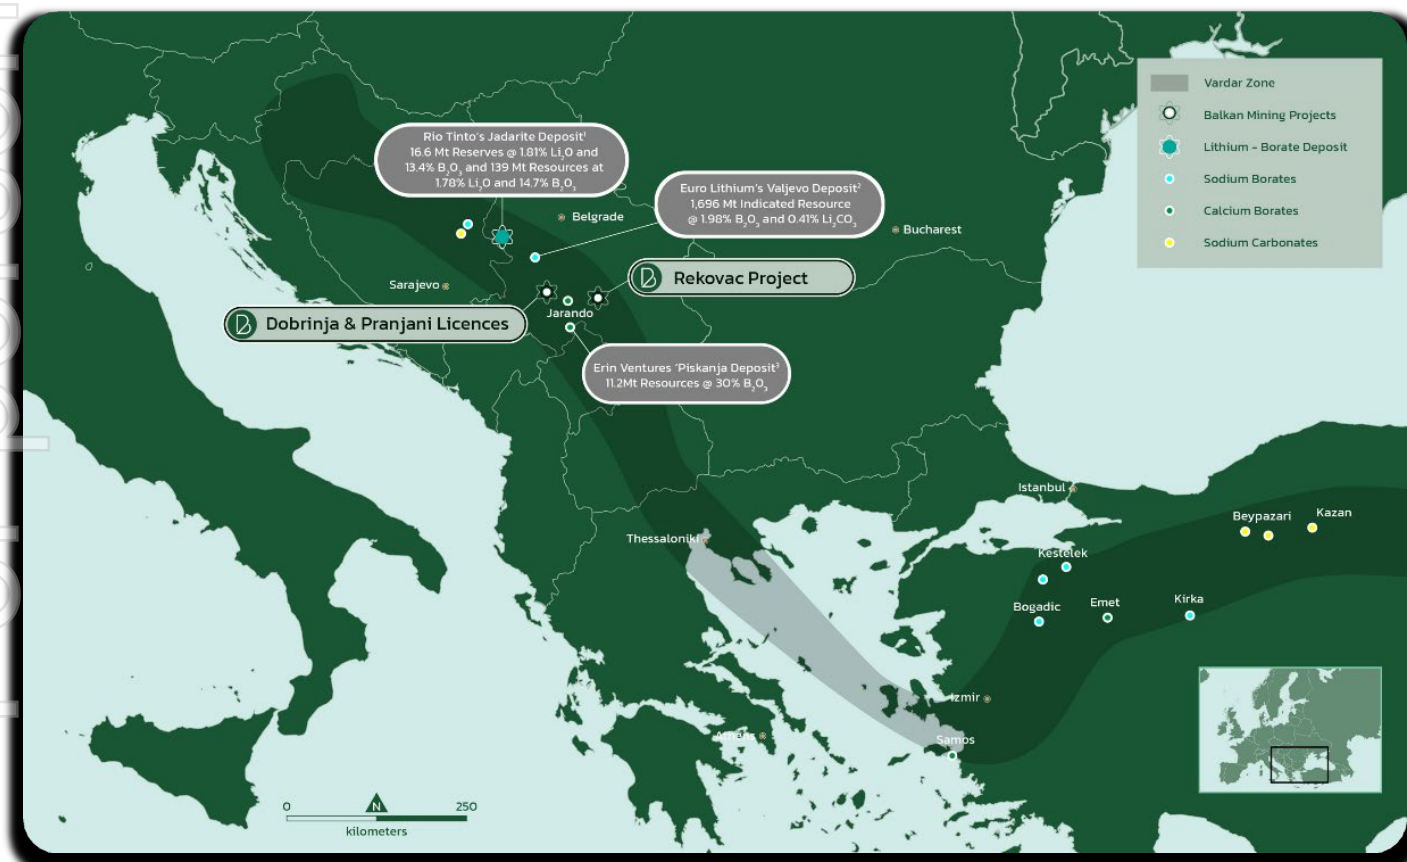 Rio Tinto's Jadarite Deposit¹
16.6 Mt Reserves @ 1.81% Li₂O and
13.4% B₂O₃ and 139 Mt Resources at
1.78% Li₂O and 14.7% B₂O₃
Euro Lithium's Valjevo Deposit²
1,696 Mt Indicated Resource
@ 1.98% B₂O₃ and 0.41% Li₂CO₃
Vardar Zone
Balkan Mining Projects
Lithium - Borate Deposit
Sodium Borates
Calcium Borates
Sodium Carbonates
Belgrade
Bucharest
Sarajevo
Rekovac Project
Dobrinja & Pranjani Licences
Jarando
Erin Ventures 'Piskanja Deposit³
11.2Mt Resources @ 30% B₂O₃
Istanbul
Thessaloniki
Beypazari
Kazan
Kestelek
Bogadic
Emet
Kirka
Izmir
Athens
Samos
0 N 250
kilometers